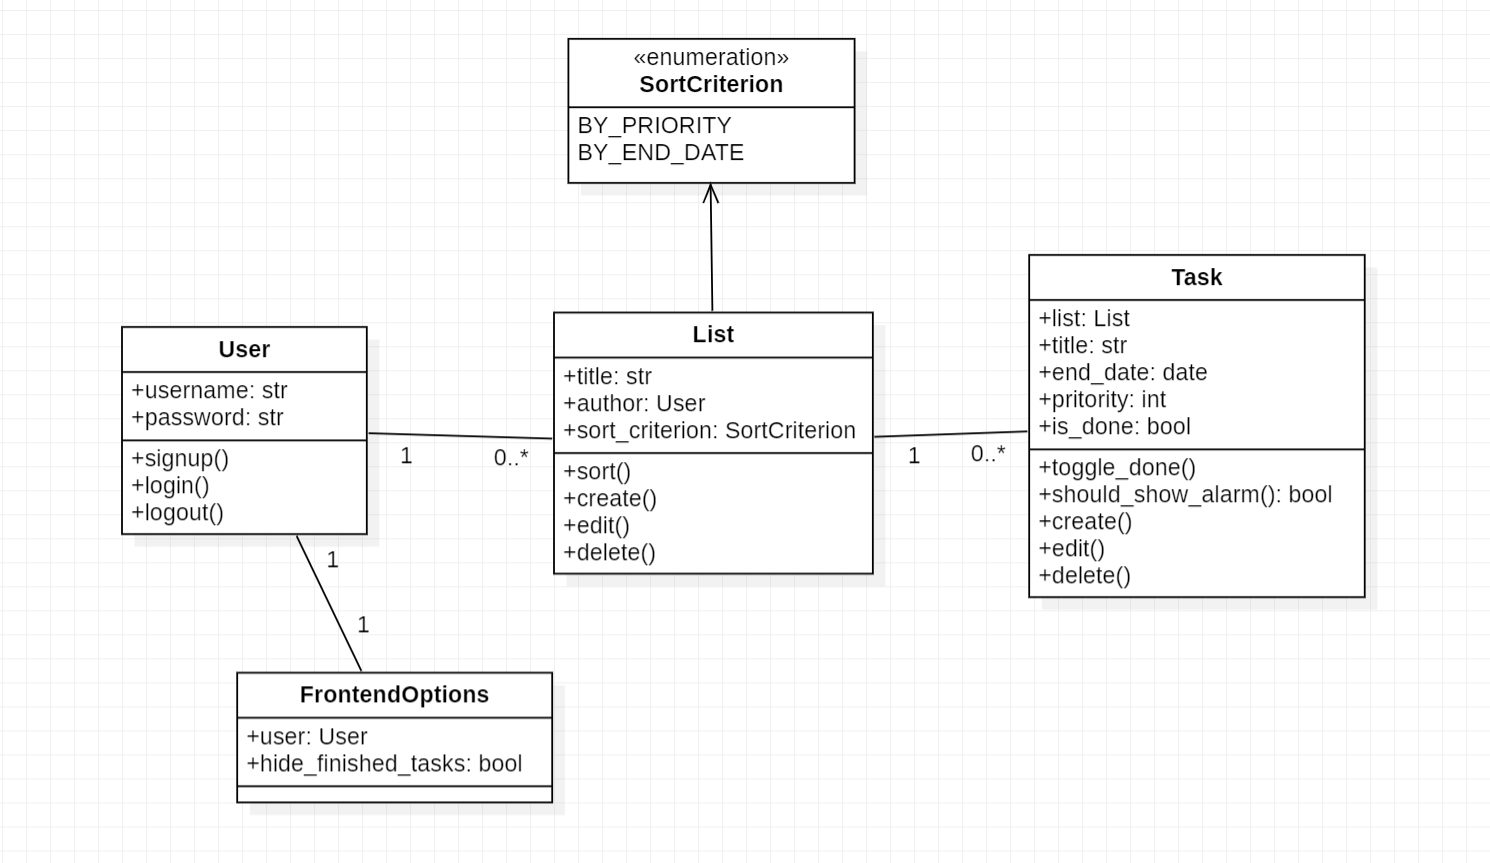 «enumeration»
SortCriterion
BY_PRIORITY
BY_END_DATE
User
+username: str
+password: str
+signup()
+login()
+logout()
1
0..*
List
+title: str
+author: User
+sort_criterion: SortCriterion
+sort()
+create()
+edit()
+delete()
1
0..*
Task
+list: List
+title: str
+end_date: date
+pritority: int
+is_done: bool
+toggle_done()
+should_show_alarm(): bool
+create()
+edit()
+delete()
1
1
FrontendOptions
+user: User
+hide_finished_tasks: bool